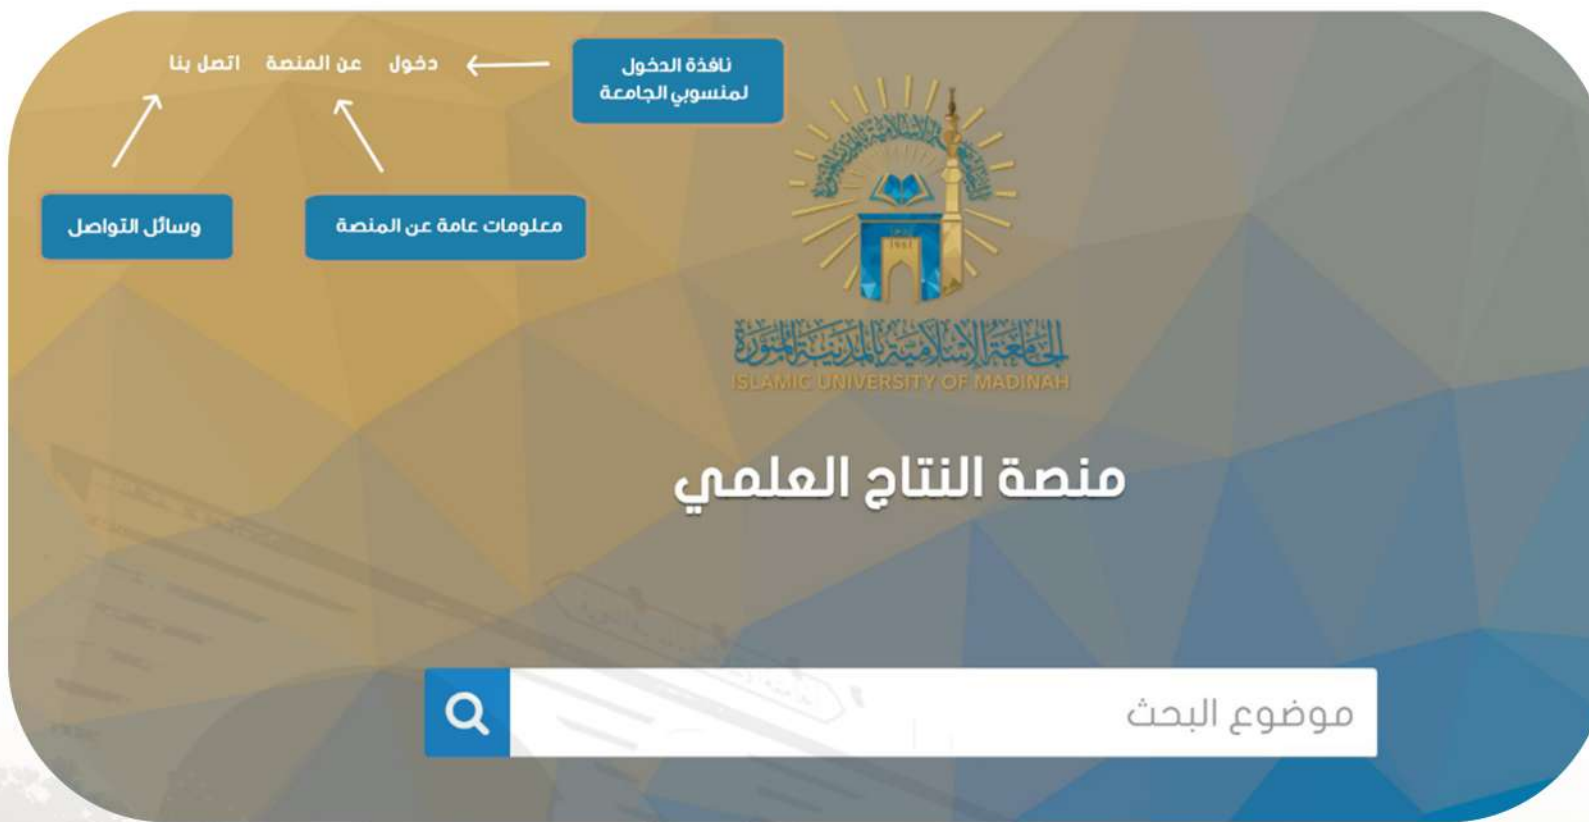 نافذة الدخول
لمنسوبي الجامعة
دخول
عن المنصة
اتصل بنا
معلومات عامة عن المنصة
وسائل التواصل
1961
الجامعة الإسلامية بالمدينة المنورة
ISLAMIC UNIVERSITY OF MADINAH
منصة النتاج العلمي
موضوع البحث